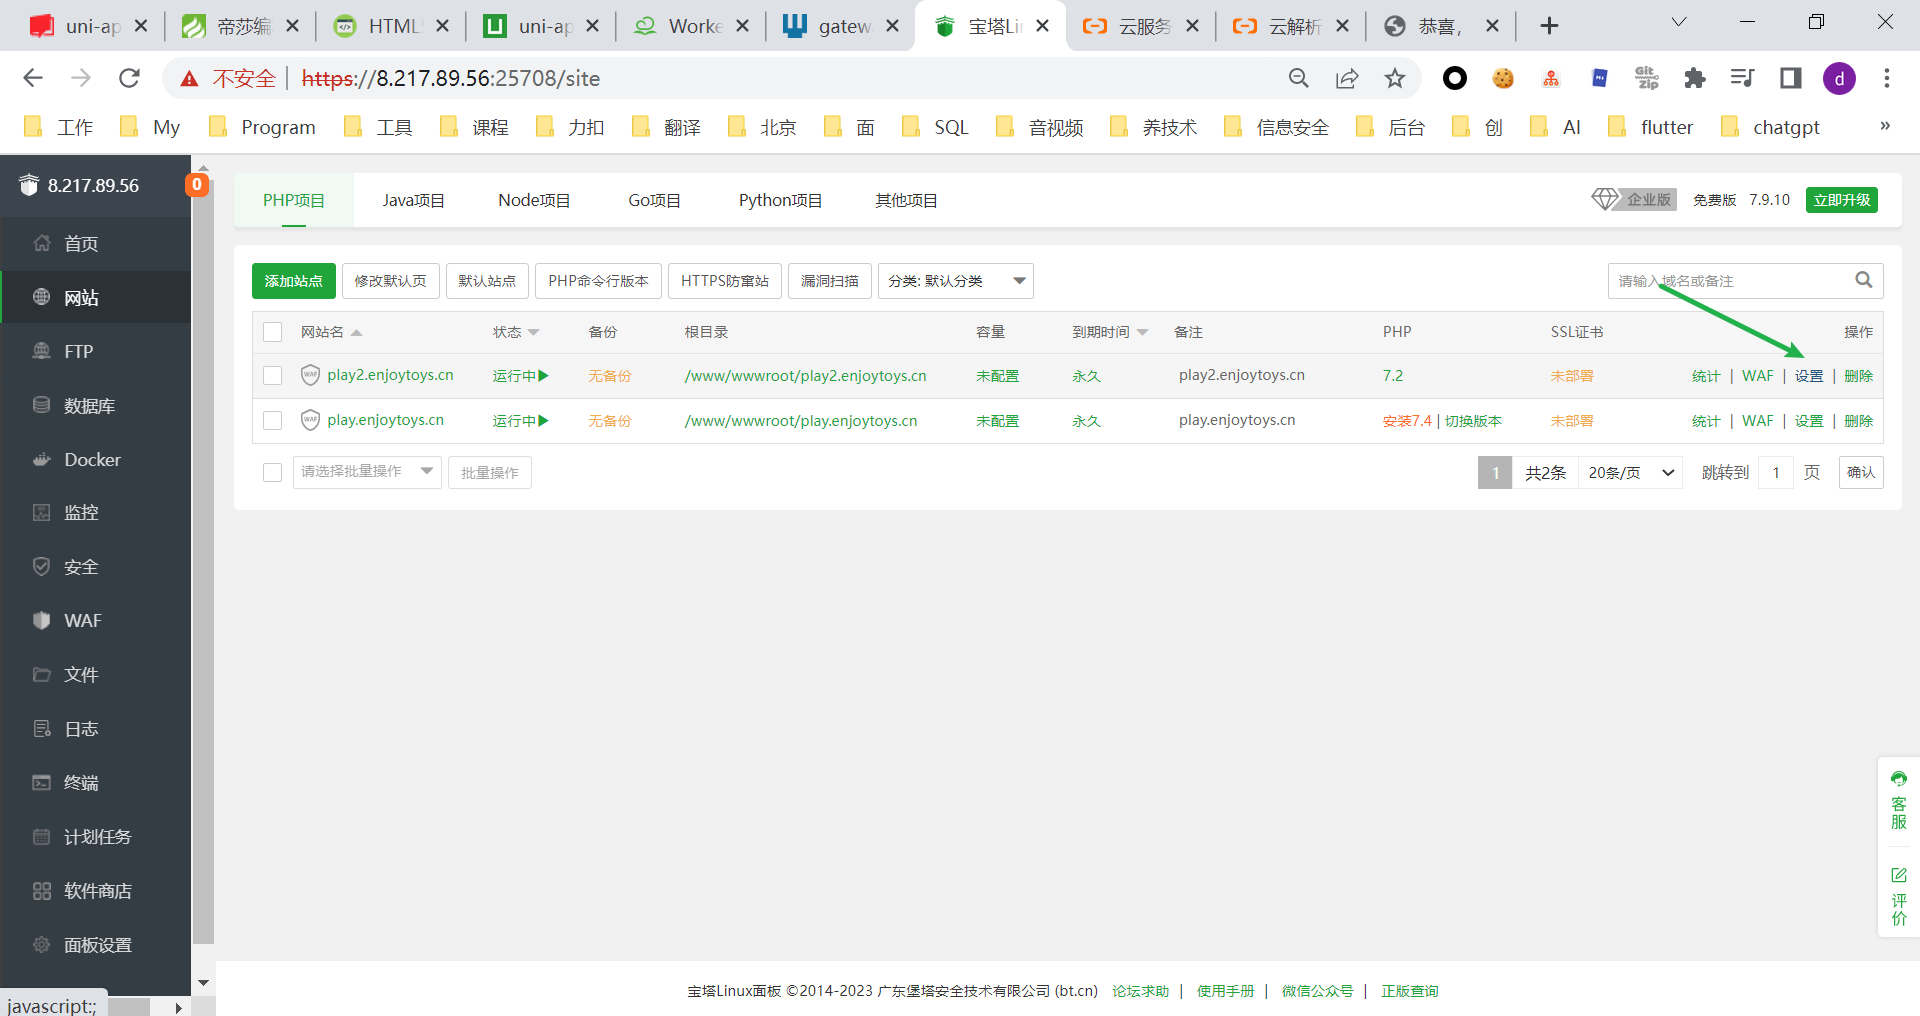 uni-ap
帝莎编
HTML5
uni-ap
Worke
gatew
宝塔Lin
云服务
云解析
恭喜，
不安全 https://8.217.89.56:25708/site
Git Zip
d
工作 My Program 工具 课程 力扣 翻译 北京 面 SQL 音视频 养技术 信息安全 后台 创 AI flutter chatgpt »
8.217.89.56 0
首页
网站
FTP
数据库
Docker
监控
安全
WAF
文件
日志
终端
计划任务
软件商店
面板设置
javascript:;
PHP项目 Java项目 Node项目 Go项目 Python项目 其他项目 企业版 免费版 7.9.10 立即升级
添加站点 修改默认页 默认站点 PHP命令行版本 HTTPS防窜站 漏洞扫描 分类: 默认分类 请输入域名或备注
网站名 状态 备份 根目录 容量 到期时间 备注 PHP SSL证书 操作
WAF play2.enjoytoys.cn 运行中 无备份 /www/wwwroot/play2.enjoytoys.cn 未配置 永久 play2.enjoytoys.cn 7.2 未部署 统计 | WAF | 设置 | 删除
WAF play.enjoytoys.cn 运行中 无备份 /www/wwwroot/play.enjoytoys.cn 未配置 永久 play.enjoytoys.cn 安装7.4 | 切换版本 未部署 统计 | WAF | 设置 | 删除
请选择批量操作 批量操作 1 共2条 20条/页 跳转到 1 页 确认
客服
评价
宝塔Linux面板 ©2014-2023 广东堡塔安全技术有限公司 (bt.cn) 论坛求助 | 使用手册 | 微信公众号 | 正版查询